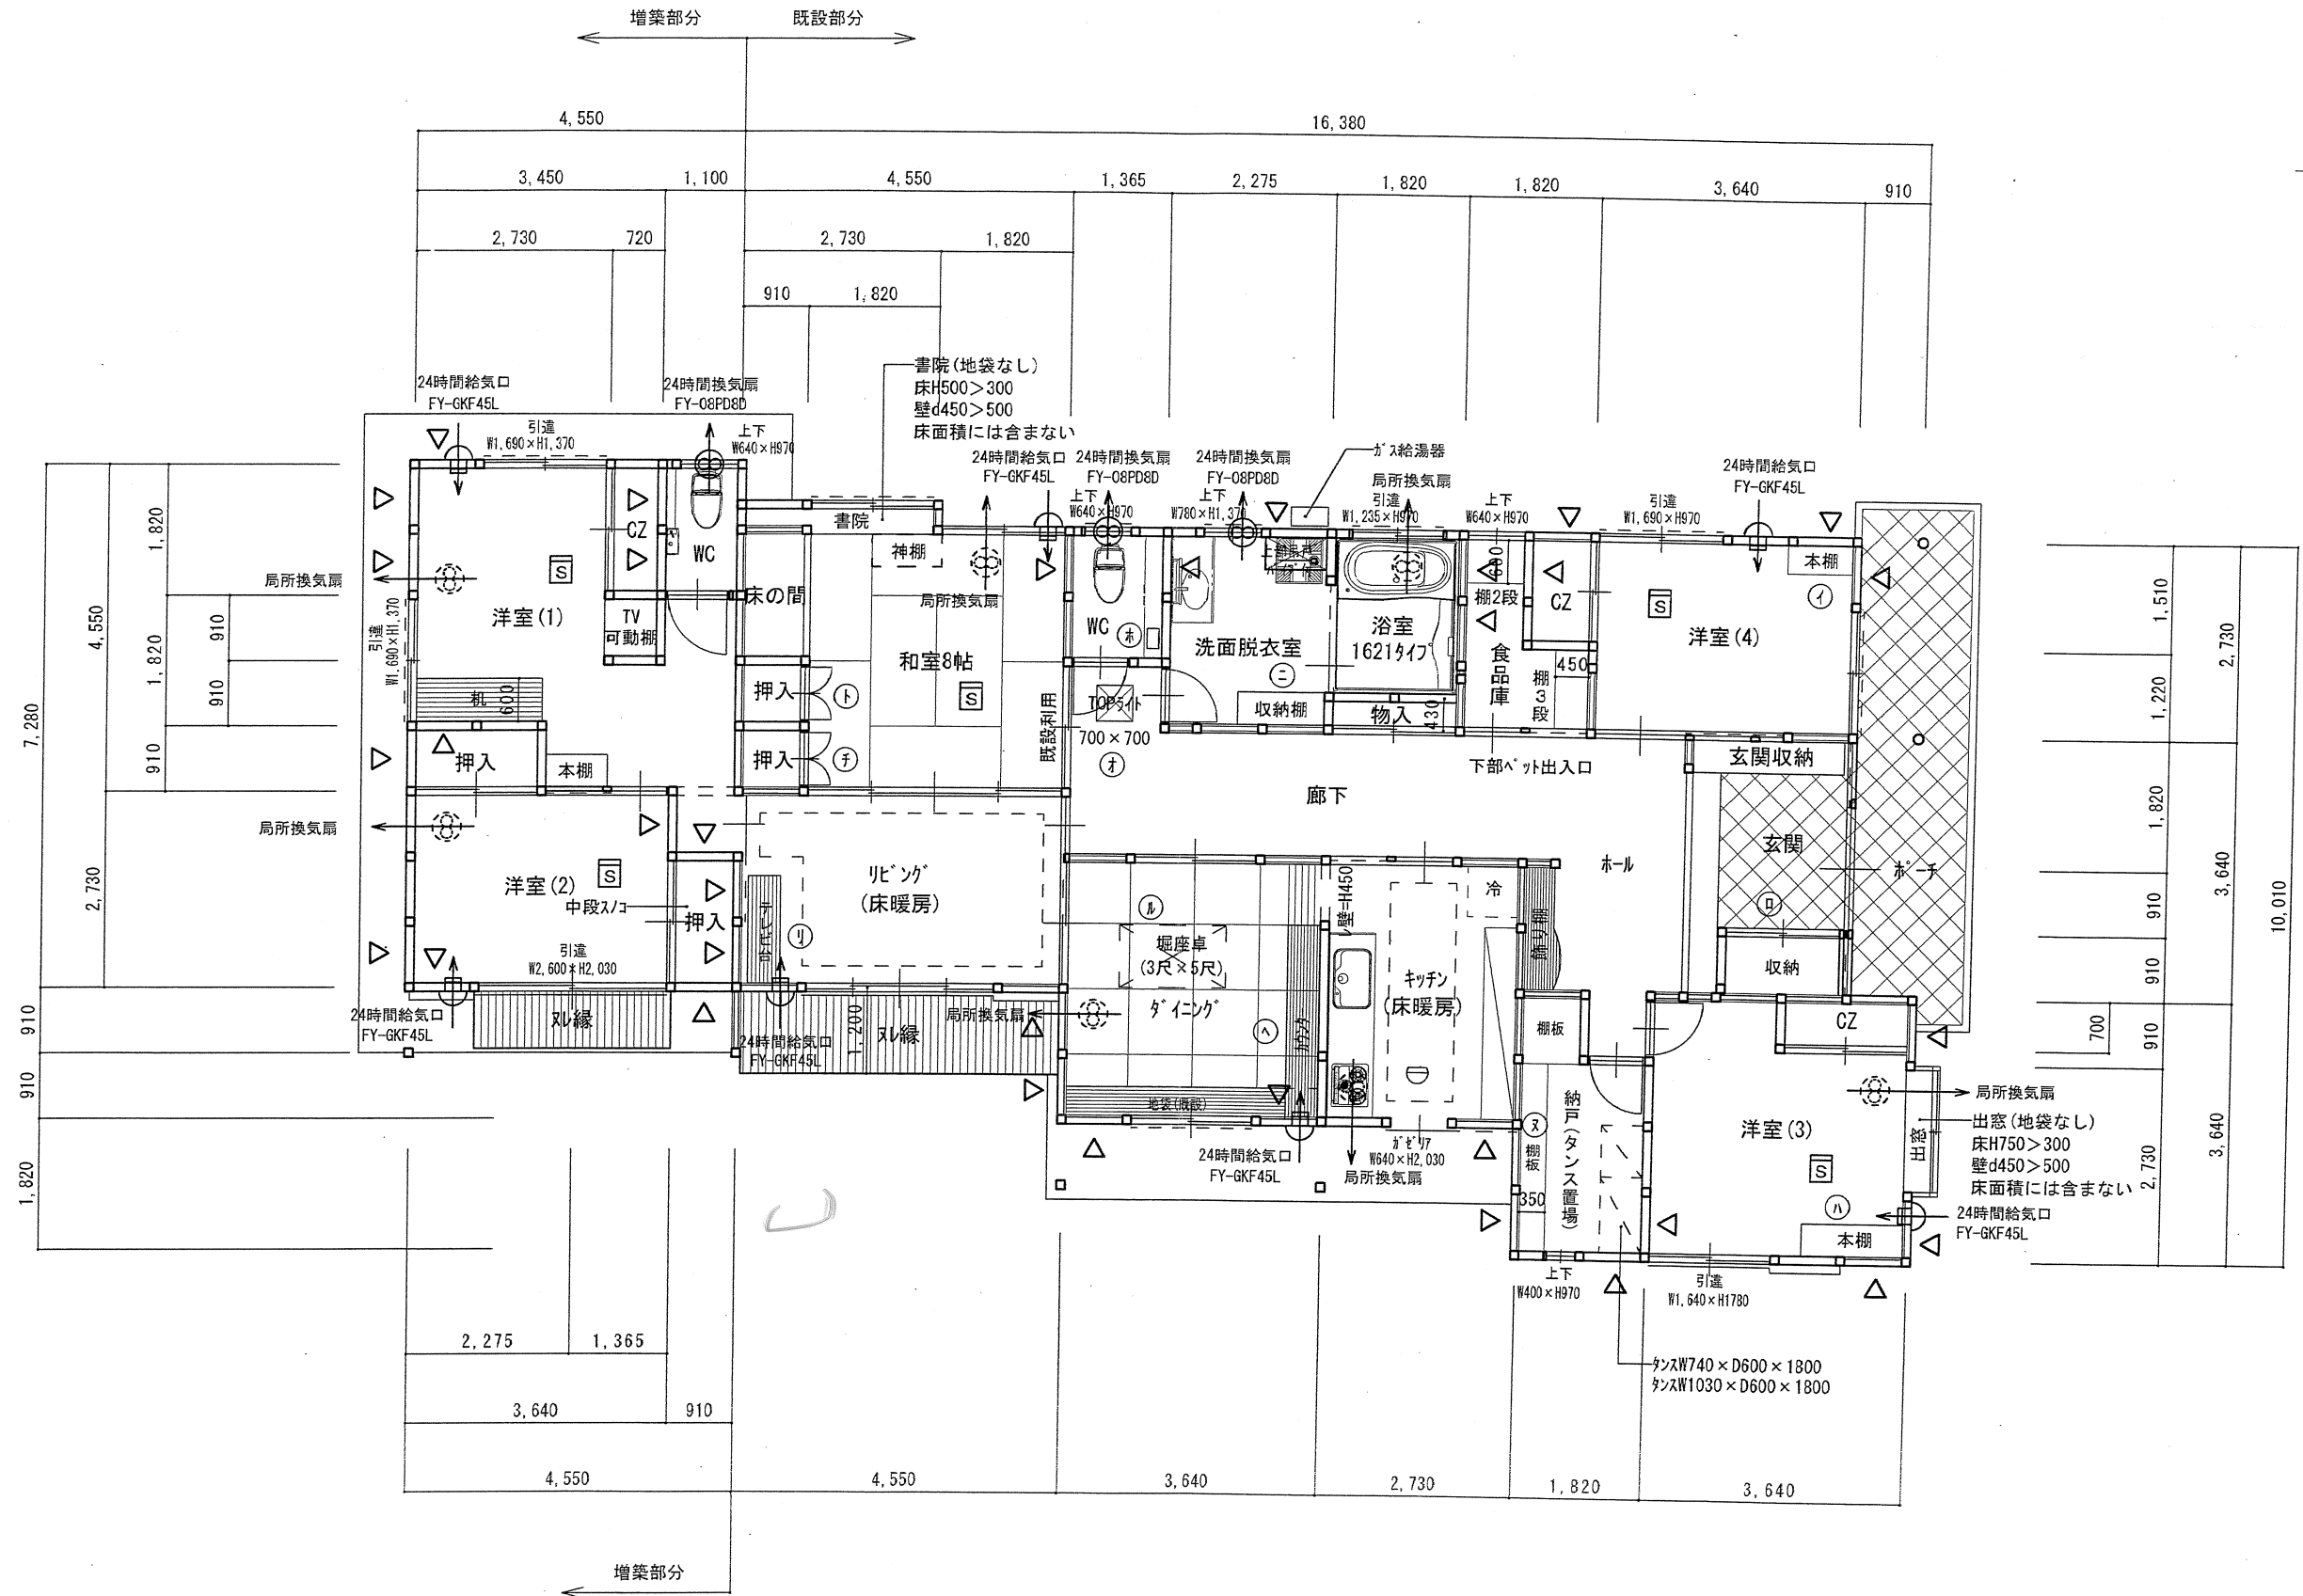 増築部分
既設部分
4,550
16,380
3,450
1,100
4,550
1,365
2,275
1,820
1,820
3,640
910
2,730
720
2,730
1,820
910
1,820
書院(地袋なし)
床H500>300
壁d450>500
床面積には含まない
24時間給気口
FY-GKF45L
24時間換気扇
FY-08PD8D
引違
W1,690×H1,370
上下
W640×H970
24時間給気口
FY-GKF45L
24時間換気扇
FY-08PD8D
上下
W640×H970
24時間換気扇
FY-08PD8D
上下
W780×H1,370
ガス給湯器
局所換気扇
引違
W1,235×H970
上下
W640×H970
引違
W1,690×H970
24時間給気口
FY-GKF45L
7,280
4,550
2,730
1,820
1,820
910
910
910
910
910
1,820
局所換気扇
引違
W1,690×H1,370
洋室(1)
S
CZ
WC
TV
可動棚
机
600
押入
本棚
書院
神棚
床の間
局所換気扇
和室8帖
S
押入
ト
押入
チ
既設利用
WC
ホ
TOPライト
700×700
オ
洗面脱衣室
ニ
収納棚
浴室
1621タイプ
物入
430
600
棚2段
食品庫
CZ
450
棚3段
洋室(4)
S
本棚
イ
下部ペット出入口
玄関収納
廊下
ホール
玄関
ロ
ポーチ
収納
局所換気扇
洋室(2)
S
中段スノコ
押入
引違
W2,600×H2,030
24時間給気口
FY-GKF45L
ヌレ縁
リビング
(床暖房)
テレビ台
リ
24時間給気口
FY-GKF45L
1,200
ヌレ縁
局所換気扇
ル
堀座卓
(3尺×5尺)
ダイニング
ヘ
カウンタ
地袋(既設)
24時間給気口
FY-GKF45L
壁=H450
冷
キッチン
(床暖房)
飾り棚
ガゼリア
W640×H2,030
局所換気扇
棚板
ヌ
棚板
350
納戸(タンス置場)
上下
W400×H970
CZ
洋室(3)
S
ハ
本棚
引違
W1,640×H1780
出窓
局所換気扇
出窓(地袋なし)
床H750>300
壁d450>500
床面積には含まない
24時間給気口
FY-GKF45L
タンスW740×D600×1800
タンスW1030×D600×1800
1,510
1,220
1,820
910
910
700
910
2,730
2,730
3,640
3,640
10,010
2,275
1,365
3,640
910
4,550
4,550
3,640
2,730
1,820
3,640
増築部分